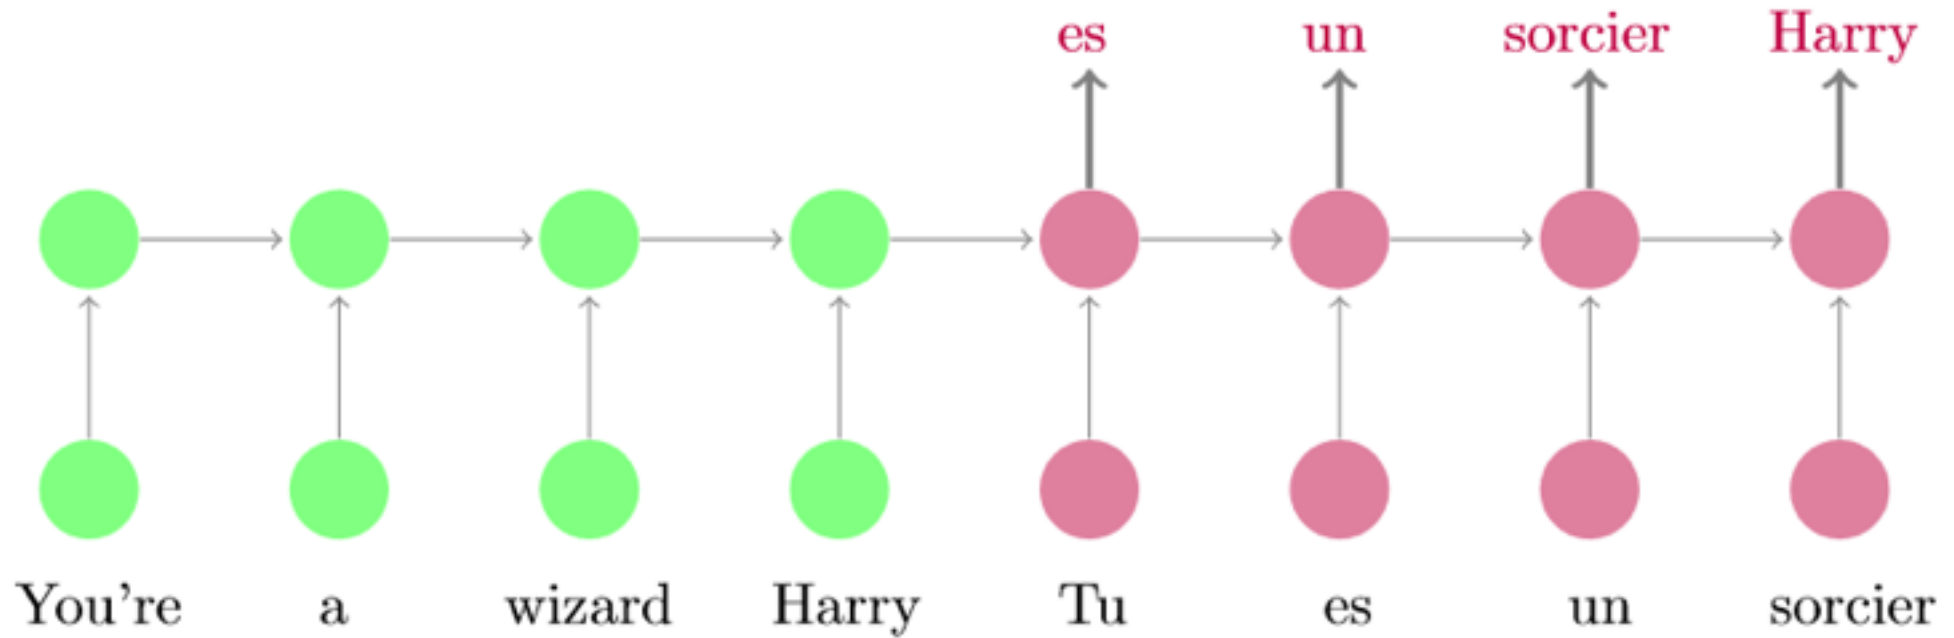 es un sorcier Harry
You're a wizard Harry Tu es un sorcier